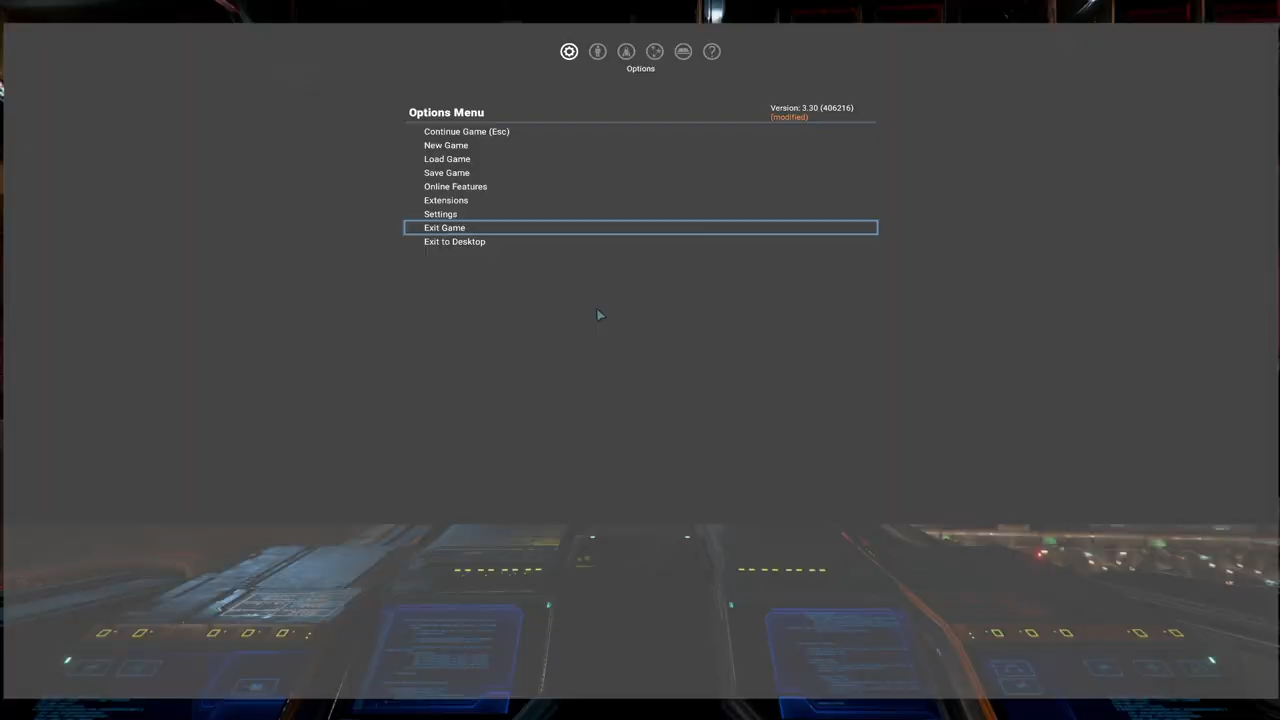 Options
Options Menu
Version: 3.30 (406216)
(modified)
Continue Game (Esc)
New Game
Load Game
Save Game
Online Features
Extensions
Settings
Exit Game
Exit to Desktop